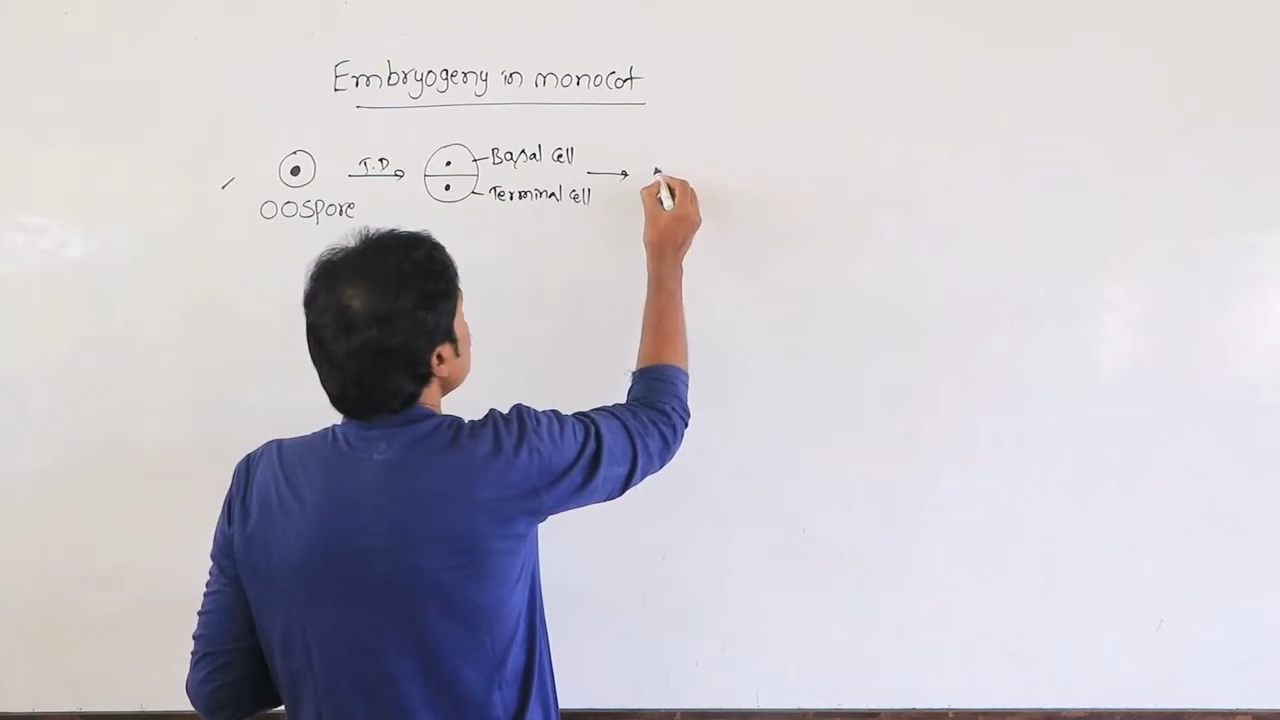 Embryogeny in monocot
T.D
Basal Cell
Terminal Cell
OOSpore